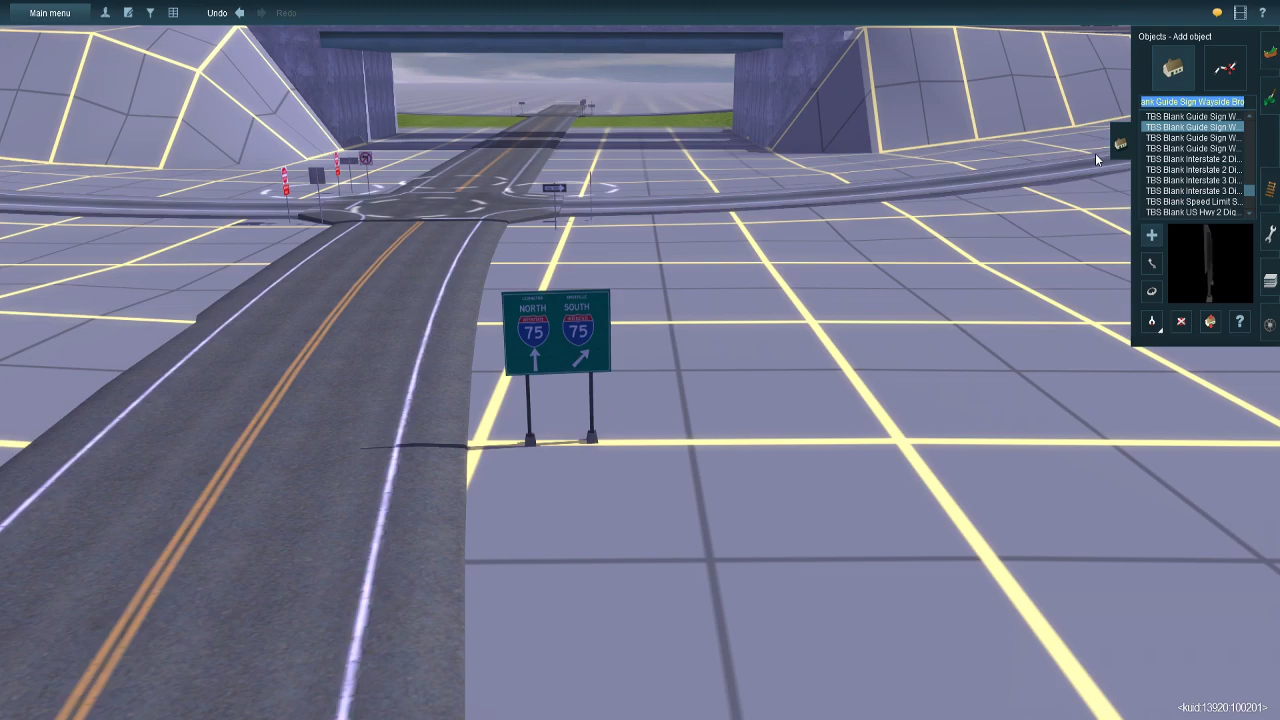 Main menu
Undo
Redo
Objects - Add object
ank Guide Sign Wayside Bro
TBS Blank Guide Sign W...
TBS Blank Guide Sign W...
TBS Blank Guide Sign W...
TBS Blank Guide Sign W...
TBS Blank Interstate 2 Di...
TBS Blank Interstate 2 Di...
TBS Blank Interstate 3 Di...
TBS Blank Interstate 3 Di...
TBS Blank Speed Limit S...
TBS Blank US Hwy 2 Dig...
NORTH SOUTH
75 75
<kuid:13920:100201>